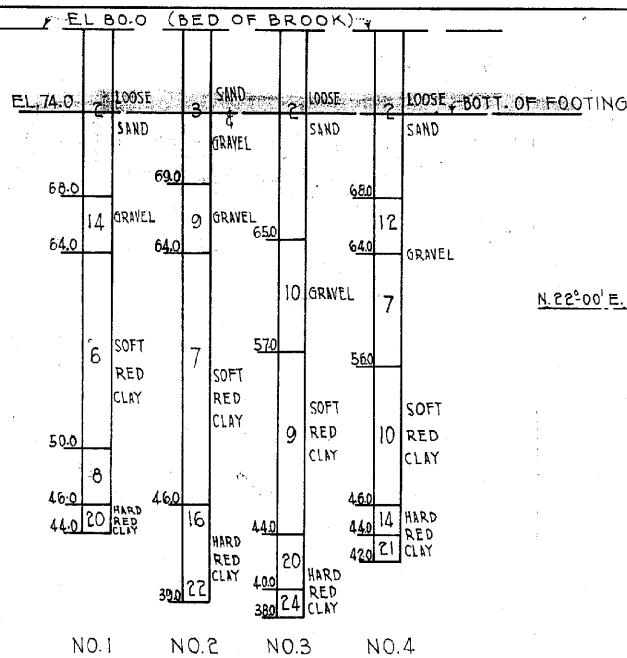 EL 80.0 (BED OF BROOK)
EL. 74.0 2 LOOSE SAND 3 SAND & GRAVEL 2 LOOSE SAND 2 LOOSE SAND BOTT. OF FOOTING
68.0 69.0 68.0
14 GRAVEL 9 GRAVEL 65.0 12
64.0 64.0 64.0 GRAVEL
10 GRAVEL 7
N. 22°-00' E.
57.0 56.0
6 SOFT RED CLAY 7 SOFT RED CLAY 9 SOFT RED CLAY 10 SOFT RED CLAY
50.0
8
46.0 46.0 46.0
20 HARD RED CLAY 16 44.0 14 HARD RED CLAY
44.0 HARD RED CLAY 20 44.0
22 40.0 HARD RED CLAY 21
39.0 24 42.0
38.0
NO. 1 NO. 2 NO. 3 NO. 4